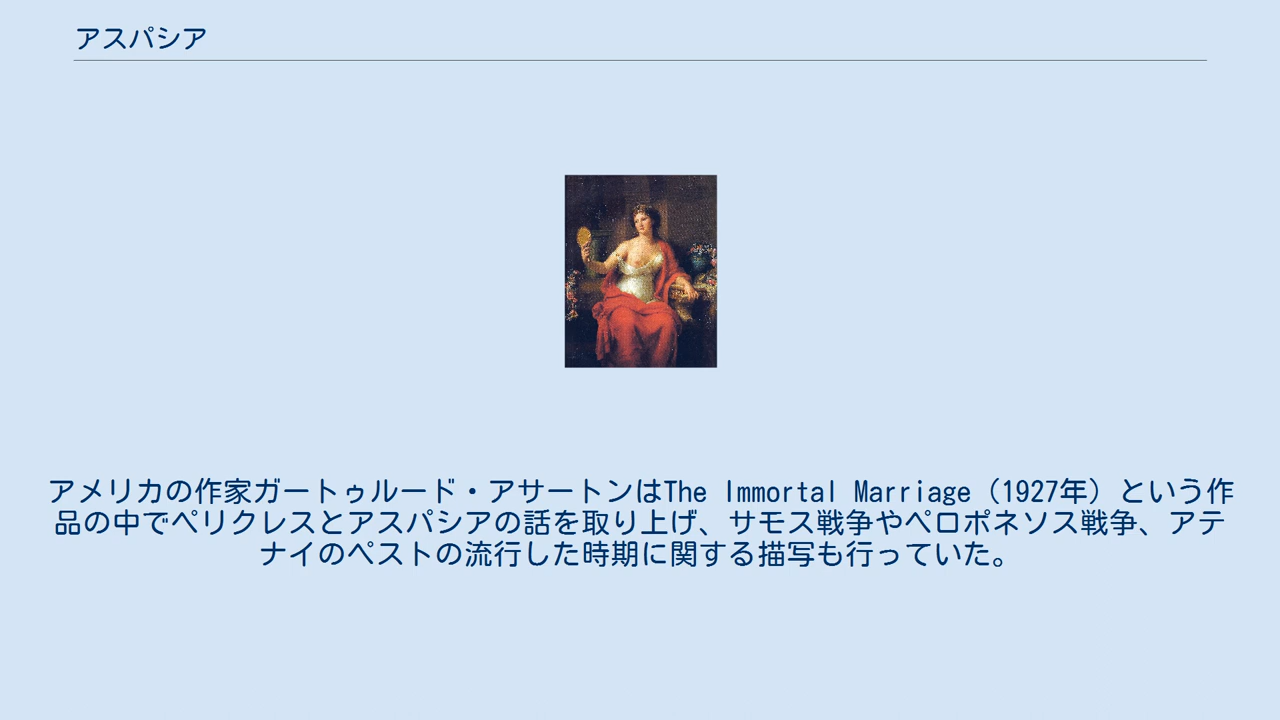 アスパシア
アメリカの作家ガートゥルード・アサートンはThe Immortal Marriage（1927年）という作
品の中でペリクレスとアスパシアの話を取り上げ、サモス戦争やペロポネソス戦争、アテ
ナイのペストの流行した時期に関する描写も行っていた。